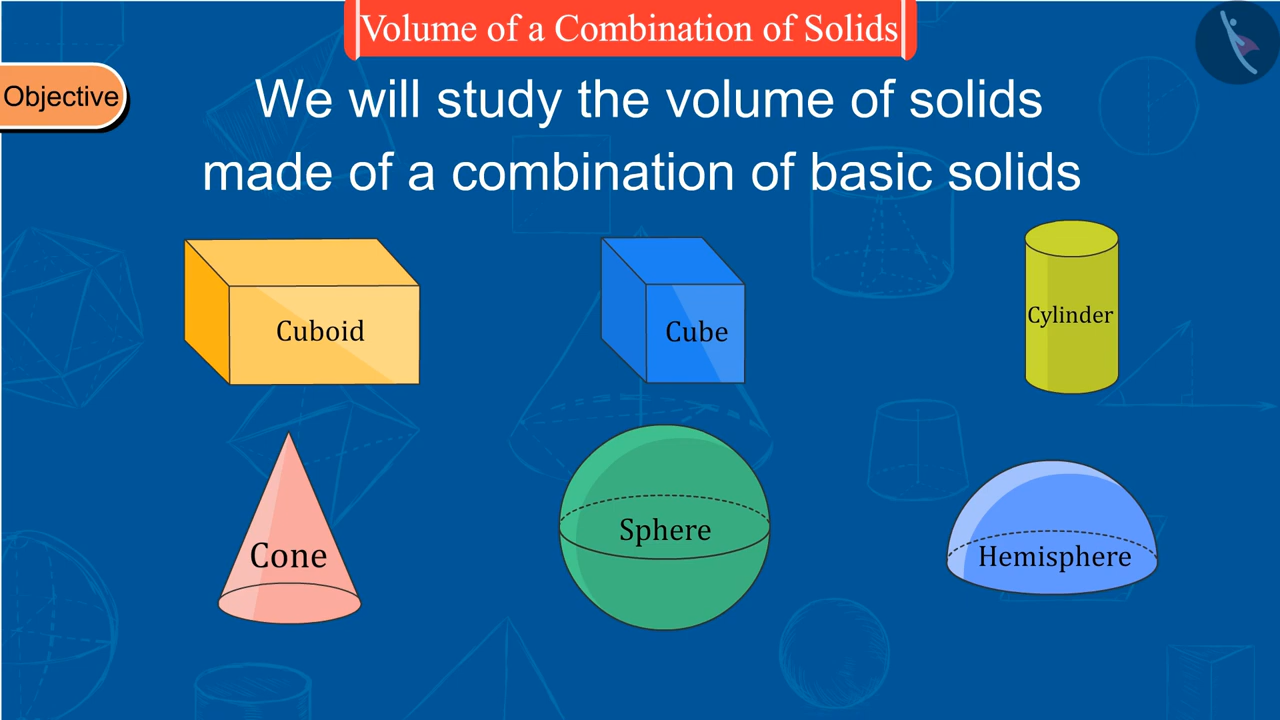 Volume of a Combination of Solids
Objective
We will study the volume of solids
made of a combination of basic solids
Cuboid
Cube
Cylinder
Cone
Sphere
Hemisphere